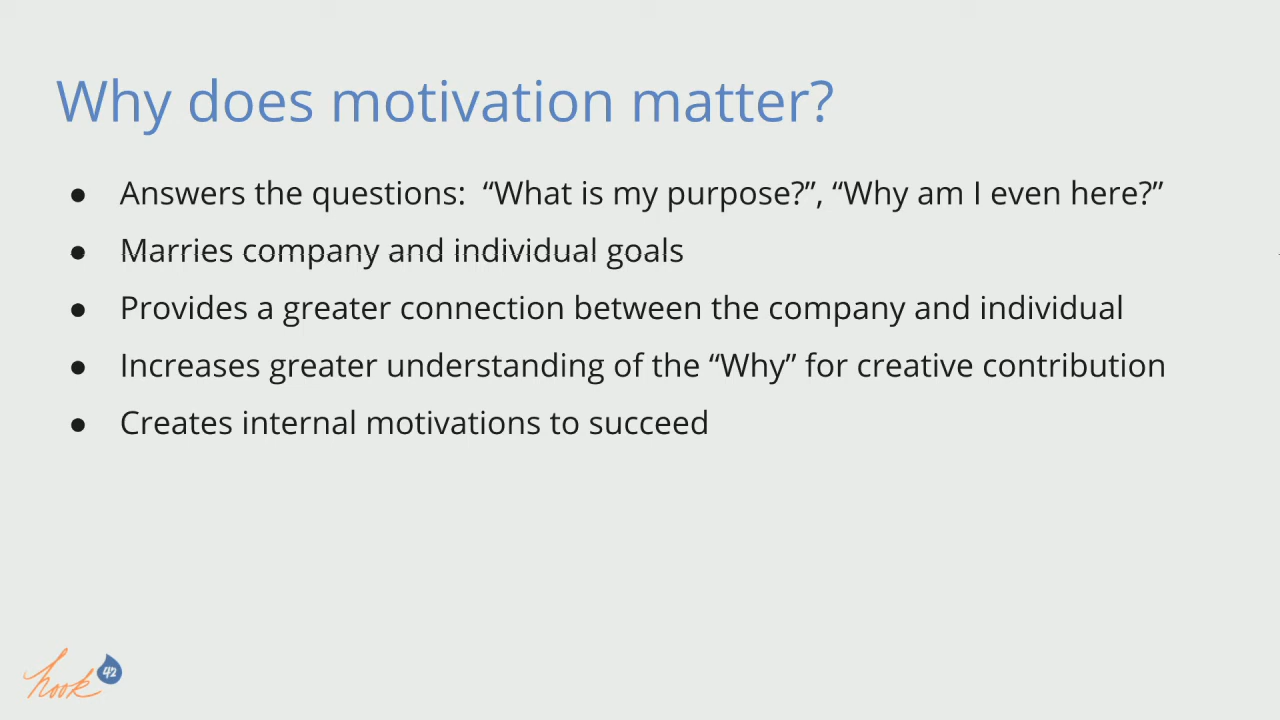 Why does motivation matter?
● Answers the questions:  “What is my purpose?”, “Why am I even here?”
● Marries company and individual goals
● Provides a greater connection between the company and individual
● Increases greater understanding of the “Why” for creative contribution
● Creates internal motivations to succeed
hook 42